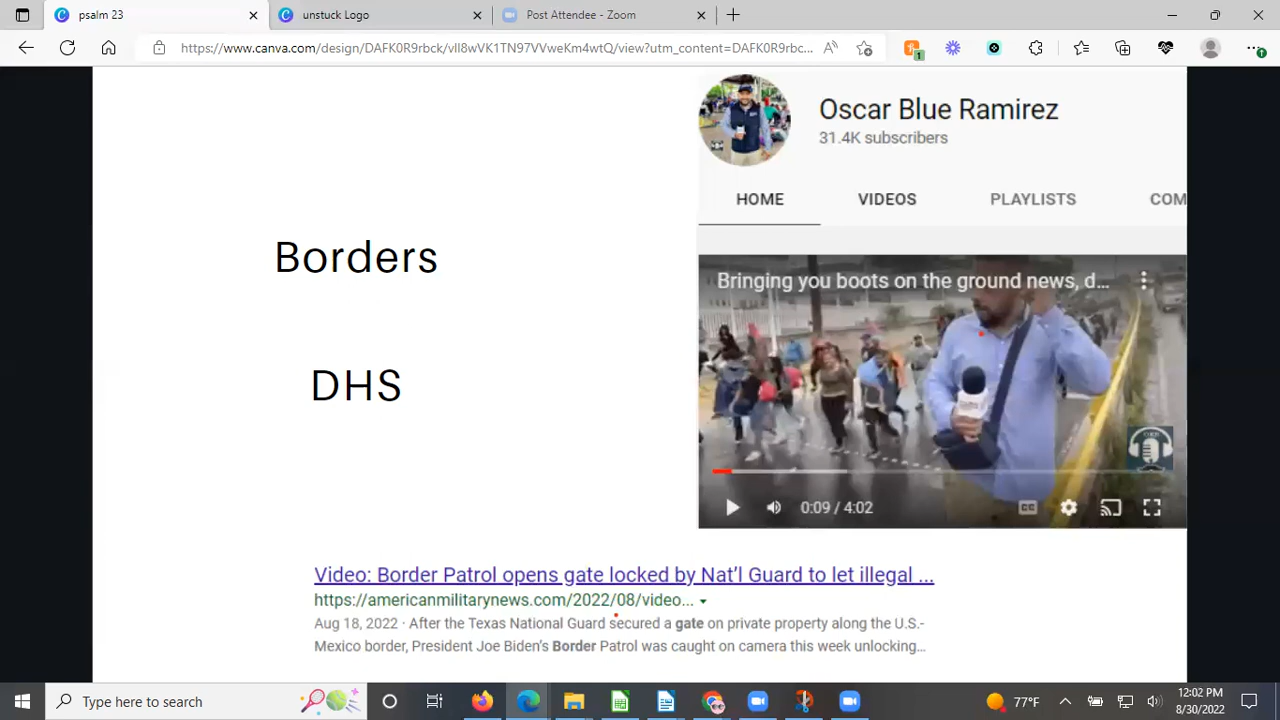 psalm 23
unstuck Logo
Post Attendee - Zoom
https://www.canva.com/design/DAFK0R9rbck/vIl8wVK1TN97VVweKm4wtQ/view?utm_content=DAFK0R9rbc...
1
Oscar Blue Ramirez
31.4K subscribers
HOME VIDEOS PLAYLISTS COM
Borders
Bringing you boots on the ground news, d...
DHS
0:09 / 4:02
CC
Video: Border Patrol opens gate locked by Nat’l Guard to let illegal ...
https://americanmilitarynews.com/2022/08/video...
Aug 18, 2022 · After the Texas National Guard secured a gate on private property along the U.S.-
Mexico border, President Joe Biden’s Border Patrol was caught on camera this week unlocking...
Type here to search
77°F
12:02 PM
8/30/2022